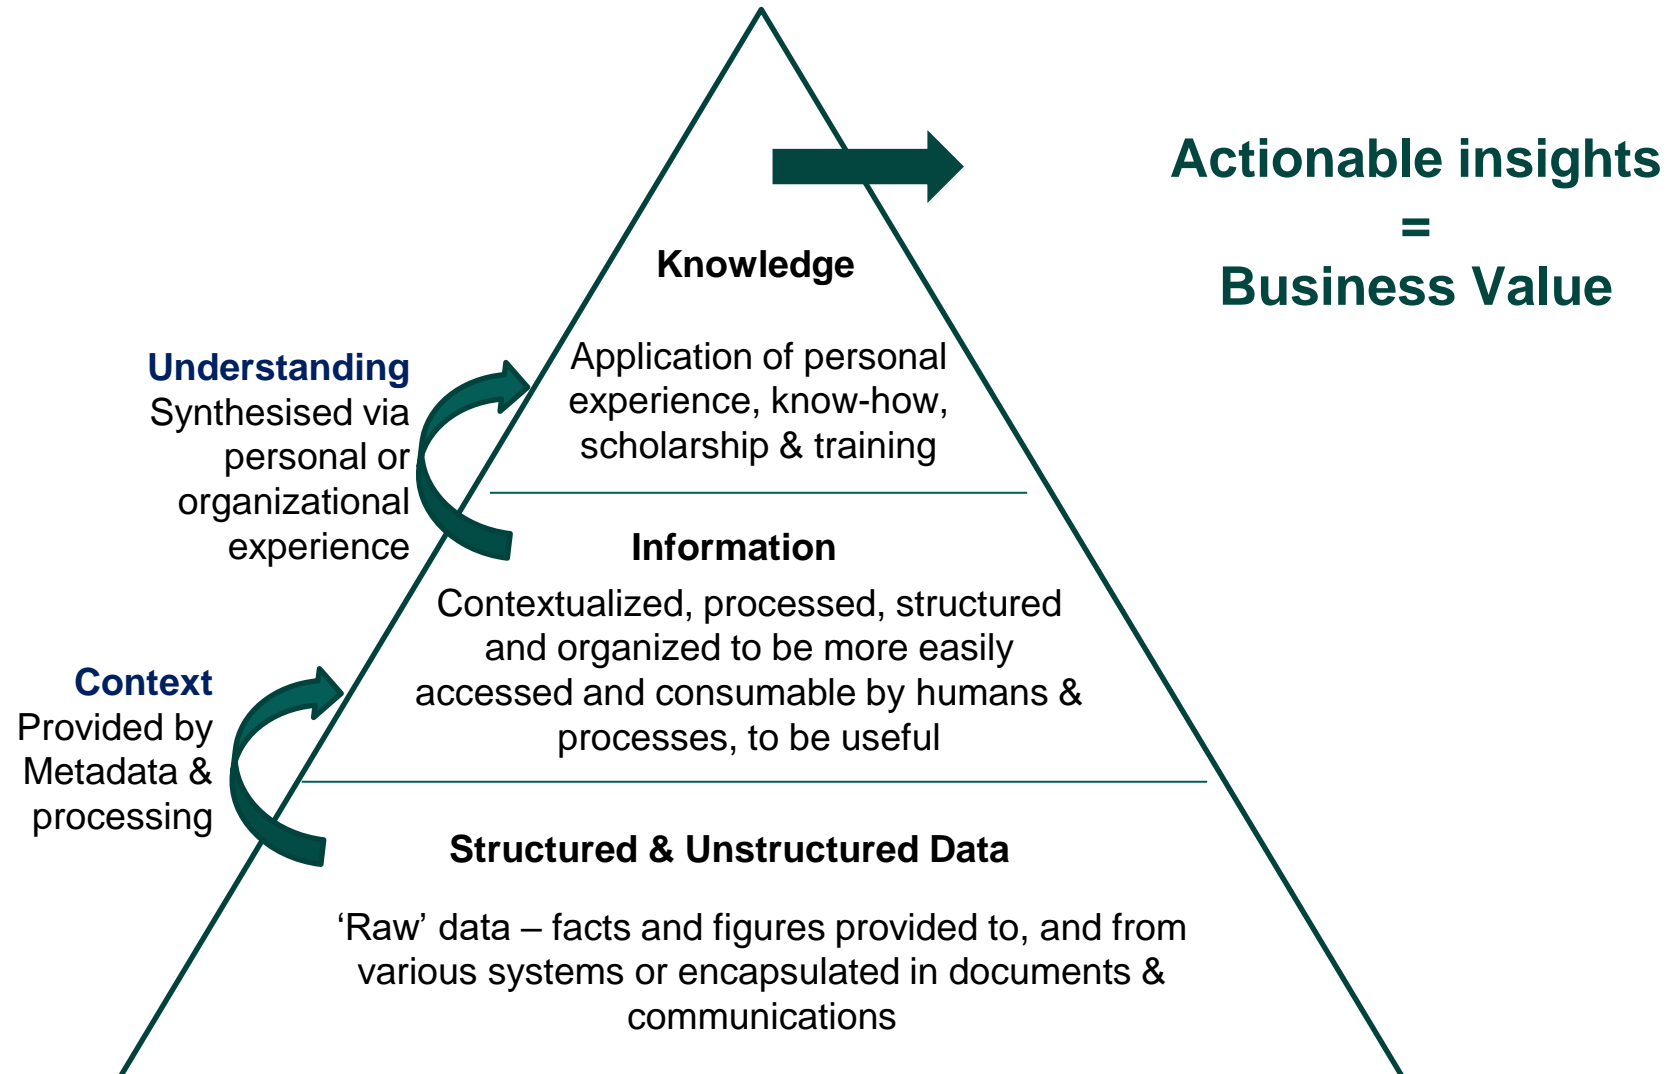 Actionable insights
=
Business Value
Knowledge
Application of personal
experience, know-how,
scholarship & training
Understanding
Synthesised via
personal or
organizational
experience
Information
Contextualized, processed, structured
and organized to be more easily
accessed and consumable by humans &
processes, to be useful
Context
Provided by
Metadata &
processing
Structured & Unstructured Data
‘Raw’ data – facts and figures provided to, and from
various systems or encapsulated in documents &
communications